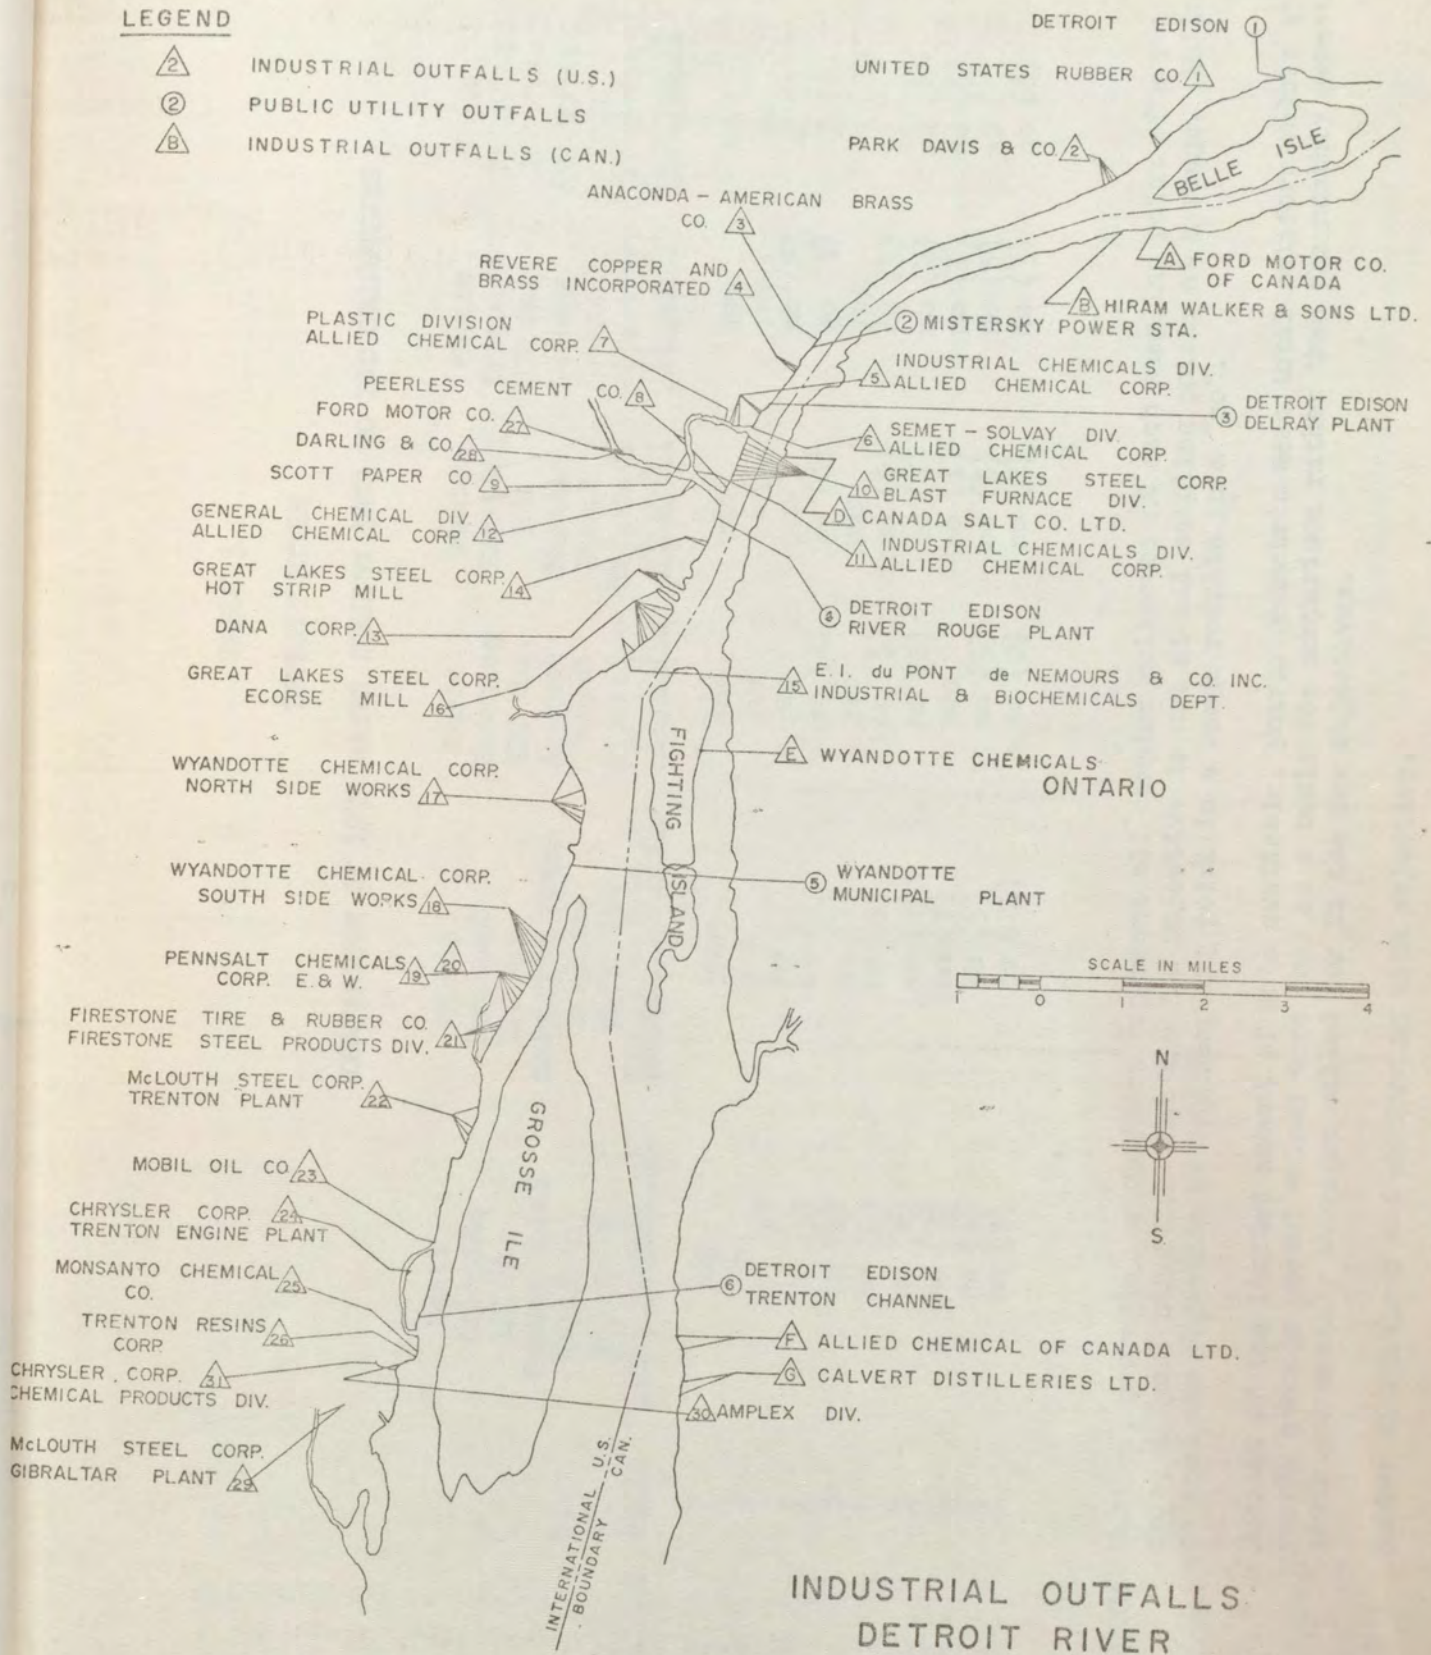 LEGEND
2 INDUSTRIAL OUTFALLS (U.S.)
2 PUBLIC UTILITY OUTFALLS
B INDUSTRIAL OUTFALLS (CAN.)
DETROIT EDISON 1
UNITED STATES RUBBER CO. 1
PARK DAVIS & CO. 2
BELLE ISLE
ANACONDA - AMERICAN BRASS
CO. 3
A FORD MOTOR CO.
OF CANADA
REVERE COPPER AND
BRASS INCORPORATED 4
B HIRAM WALKER & SONS LTD.
2 MISTERSKY POWER STA.
PLASTIC DIVISION
ALLIED CHEMICAL CORP. 7
5 INDUSTRIAL CHEMICALS DIV.
ALLIED CHEMICAL CORP.
PEERLESS CEMENT CO. 8
3 DETROIT EDISON
DELRAY PLANT
FORD MOTOR CO. 27
DARLING & CO. 28
6 SEMET - SOLVAY DIV.
ALLIED CHEMICAL CORP.
SCOTT PAPER CO. 9
10 GREAT LAKES STEEL CORP.
BLAST FURNACE DIV.
GENERAL CHEMICAL DIV.
ALLIED CHEMICAL CORP. 12
D CANADA SALT CO. LTD.
11 INDUSTRIAL CHEMICALS DIV.
ALLIED CHEMICAL CORP.
GREAT LAKES STEEL CORP.
HOT STRIP MILL 14
DETROIT EDISON
RIVER ROUGE PLANT
DANA CORP. 13
GREAT LAKES STEEL CORP.
ECORSE MILL 16
15 E.I. du PONT de NEMOURS & CO. INC.
INDUSTRIAL & BIOCHEMICALS DEPT.
FIGHTING ISLAND
E WYANDOTTE CHEMICALS
ONTARIO
WYANDOTTE CHEMICAL CORP.
NORTH SIDE WORKS 17
5 WYANDOTTE
MUNICIPAL PLANT
WYANDOTTE CHEMICAL CORP.
SOUTH SIDE WORKS 18
PENNSALT CHEMICALS 20
CORP. E. & W. 19
SCALE IN MILES
1 0 1 2 3 4
FIRESTONE TIRE & RUBBER CO.
FIRESTONE STEEL PRODUCTS DIV. 21
N
S
McLOUTH STEEL CORP.
TRENTON PLANT 22
GROSSE ILE
MOBIL OIL CO. 23
CHRYSLER CORP. 24
TRENTON ENGINE PLANT
MONSANTO CHEMICAL 25
CO.
6 DETROIT EDISON
TRENTON CHANNEL
TRENTON RESINS 26
CORP.
F ALLIED CHEMICAL OF CANADA LTD.
CHRYSLER CORP. 31
CHEMICAL PRODUCTS DIV.
G CALVERT DISTILLERIES LTD.
30 AMPLEX DIV.
McLOUTH STEEL CORP.
GIBRALTAR PLANT 29
INTERNATIONAL U.S.
BOUNDARY CAN.
INDUSTRIAL OUTFALLS
DETROIT RIVER